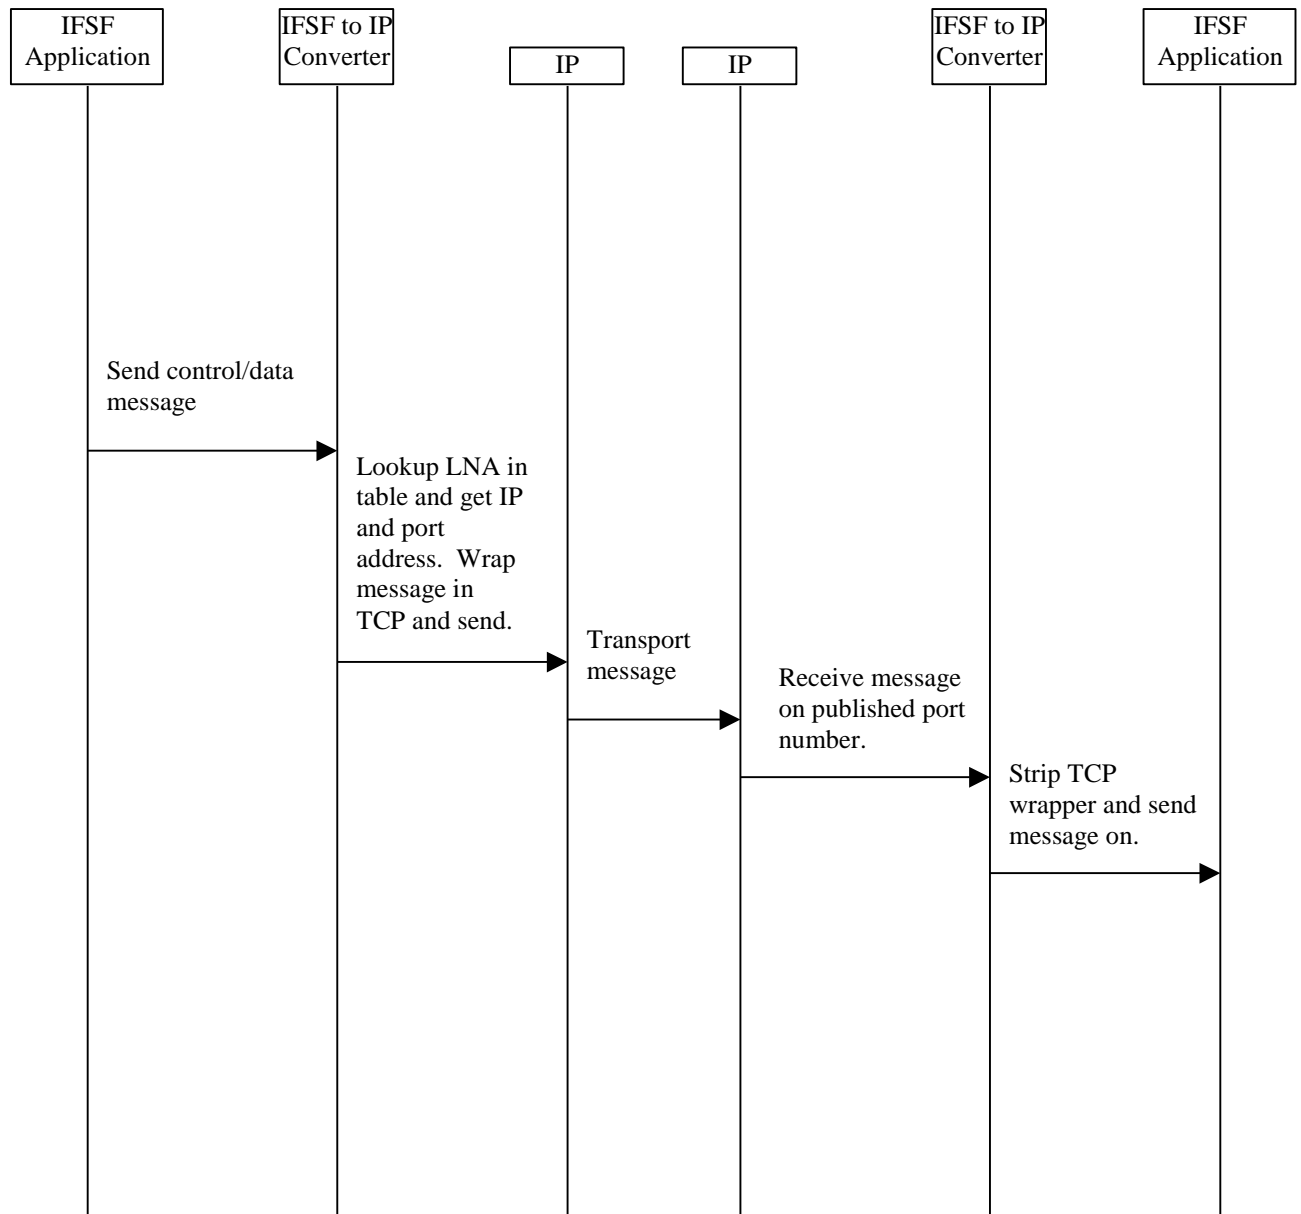 IFSF
Application
IFSF to IP
Converter
IP
IP
IFSF to IP
Converter
IFSF
Application
Send control/data
message
Lookup LNA in
table and get IP
and port
address.  Wrap
message in
TCP and send.
Transport
message
Receive message
on published port
number.
Strip TCP
wrapper and send
message on.